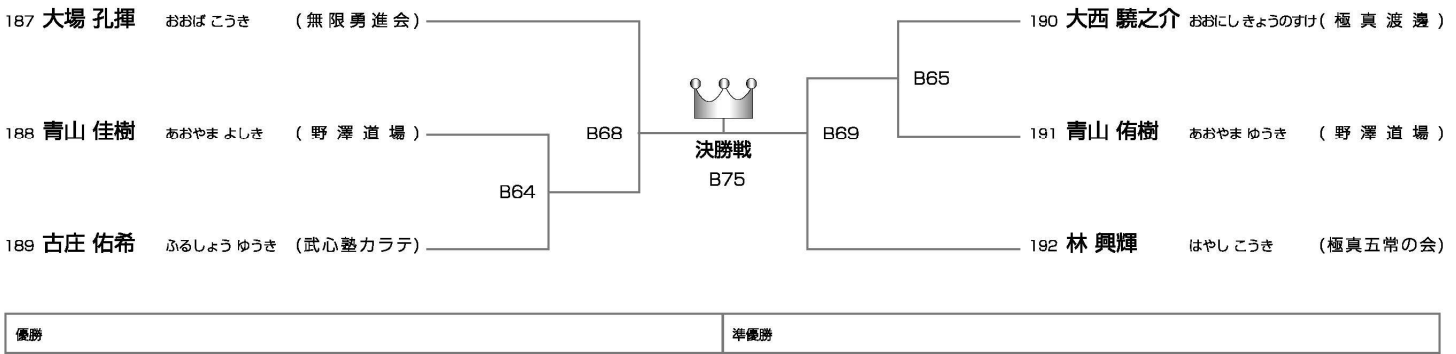 187 大場 孔揮 おおば こうき (無限勇進会)
188 青山 佳樹 あおやま よしき (野澤道場)
189 古庄 佑希 ふるしょう ゆうき (武心塾カラテ)
B64
B68
決勝戦
B75
B69
B65
190 大西 驍之介 おおにし きょうのすけ (極真渡邊)
191 青山 侑樹 あおやま ゆうき (野澤道場)
192 林 興輝 はやし こうき (極真五常の会)
優勝
準優勝